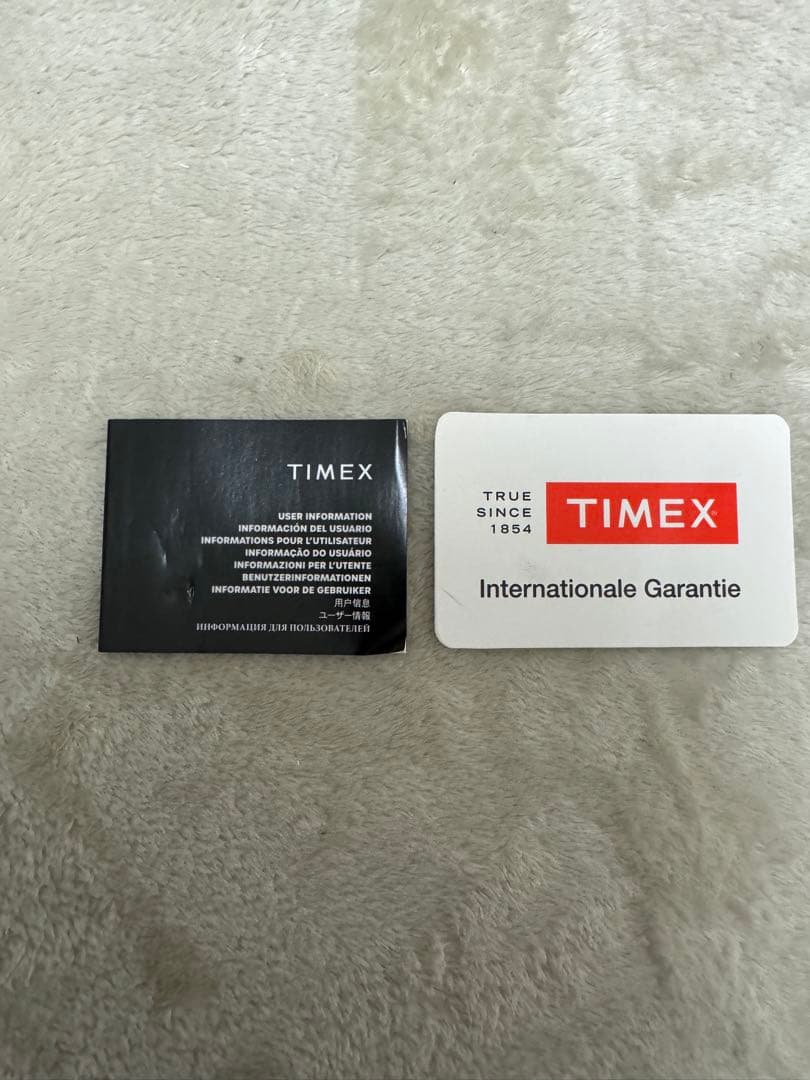 TIMEX
USER INFORMATION
INFORMACIÓN DEL USUARIO
INFORMATIONS POUR L'UTILISATEUR
INFORMAÇÃO DO USUÁRIO
INFORMAZIONI PER L'UTENTE
BENUTZERINFORMATIONEN
INFORMATIE VOOR DE GEBRUIKER
用户信息
ユーザー情報
ИНФОРМАЦИЯ ДЛЯ ПОЛЬЗОВАТЕЛЕЙ
TRUE
SINCE
1854
TIMEX®
Internationale Garantie